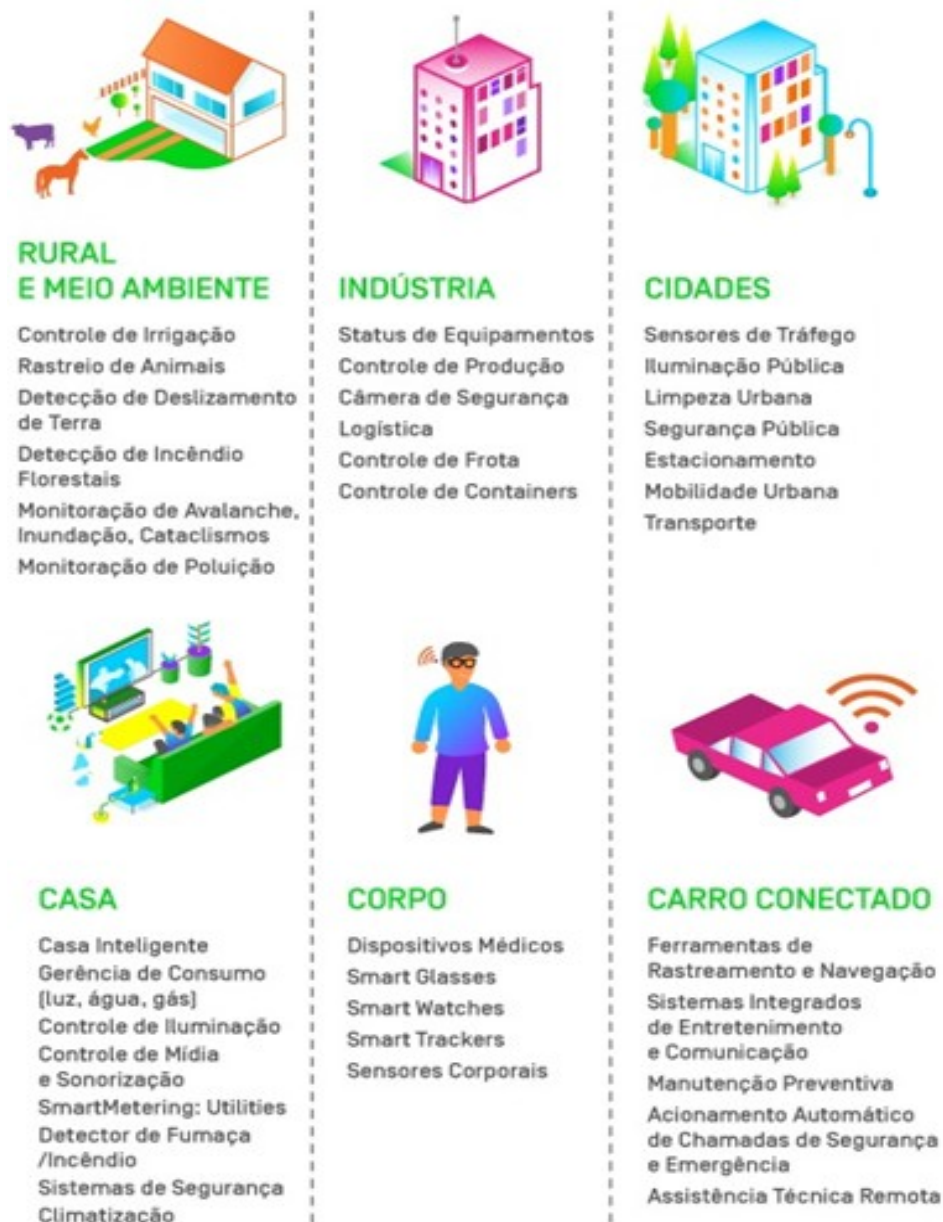 RURAL
E MEIO AMBIENTE
Controle de Irrigação
Rastreio de Animais
Detecção de Deslizamento
de Terra
Detecção de Incêndio
Florestais
Monitoração de Avalanche,
Inundação, Cataclismos
Monitoração de Poluição
INDÚSTRIA
Status de Equipamentos
Controle de Produção
Câmera de Segurança
Logística
Controle de Frota
Controle de Containers
CIDADES
Sensores de Tráfego
Iluminação Pública
Limpeza Urbana
Segurança Pública
Estacionamento
Mobilidade Urbana
Transporte
CASA
Casa Inteligente
Gerência de Consumo
(luz, água, gás)
Controle de Iluminação
Controle de Mídia
e Sonorização
SmartMetering: Utilities
Detector de Fumaça
/Incêndio
Sistemas de Segurança
Climatização
CORPO
Dispositivos Médicos
Smart Glasses
Smart Watches
Smart Trackers
Sensores Corporais
CARRO CONECTADO
Ferramentas de
Rastreamento e Navegação
Sistemas Integrados
de Entretenimento
e Comunicação
Manutenção Preventiva
Acionamento Automático
de Chamadas de Segurança
e Emergência
Assistência Técnica Remota